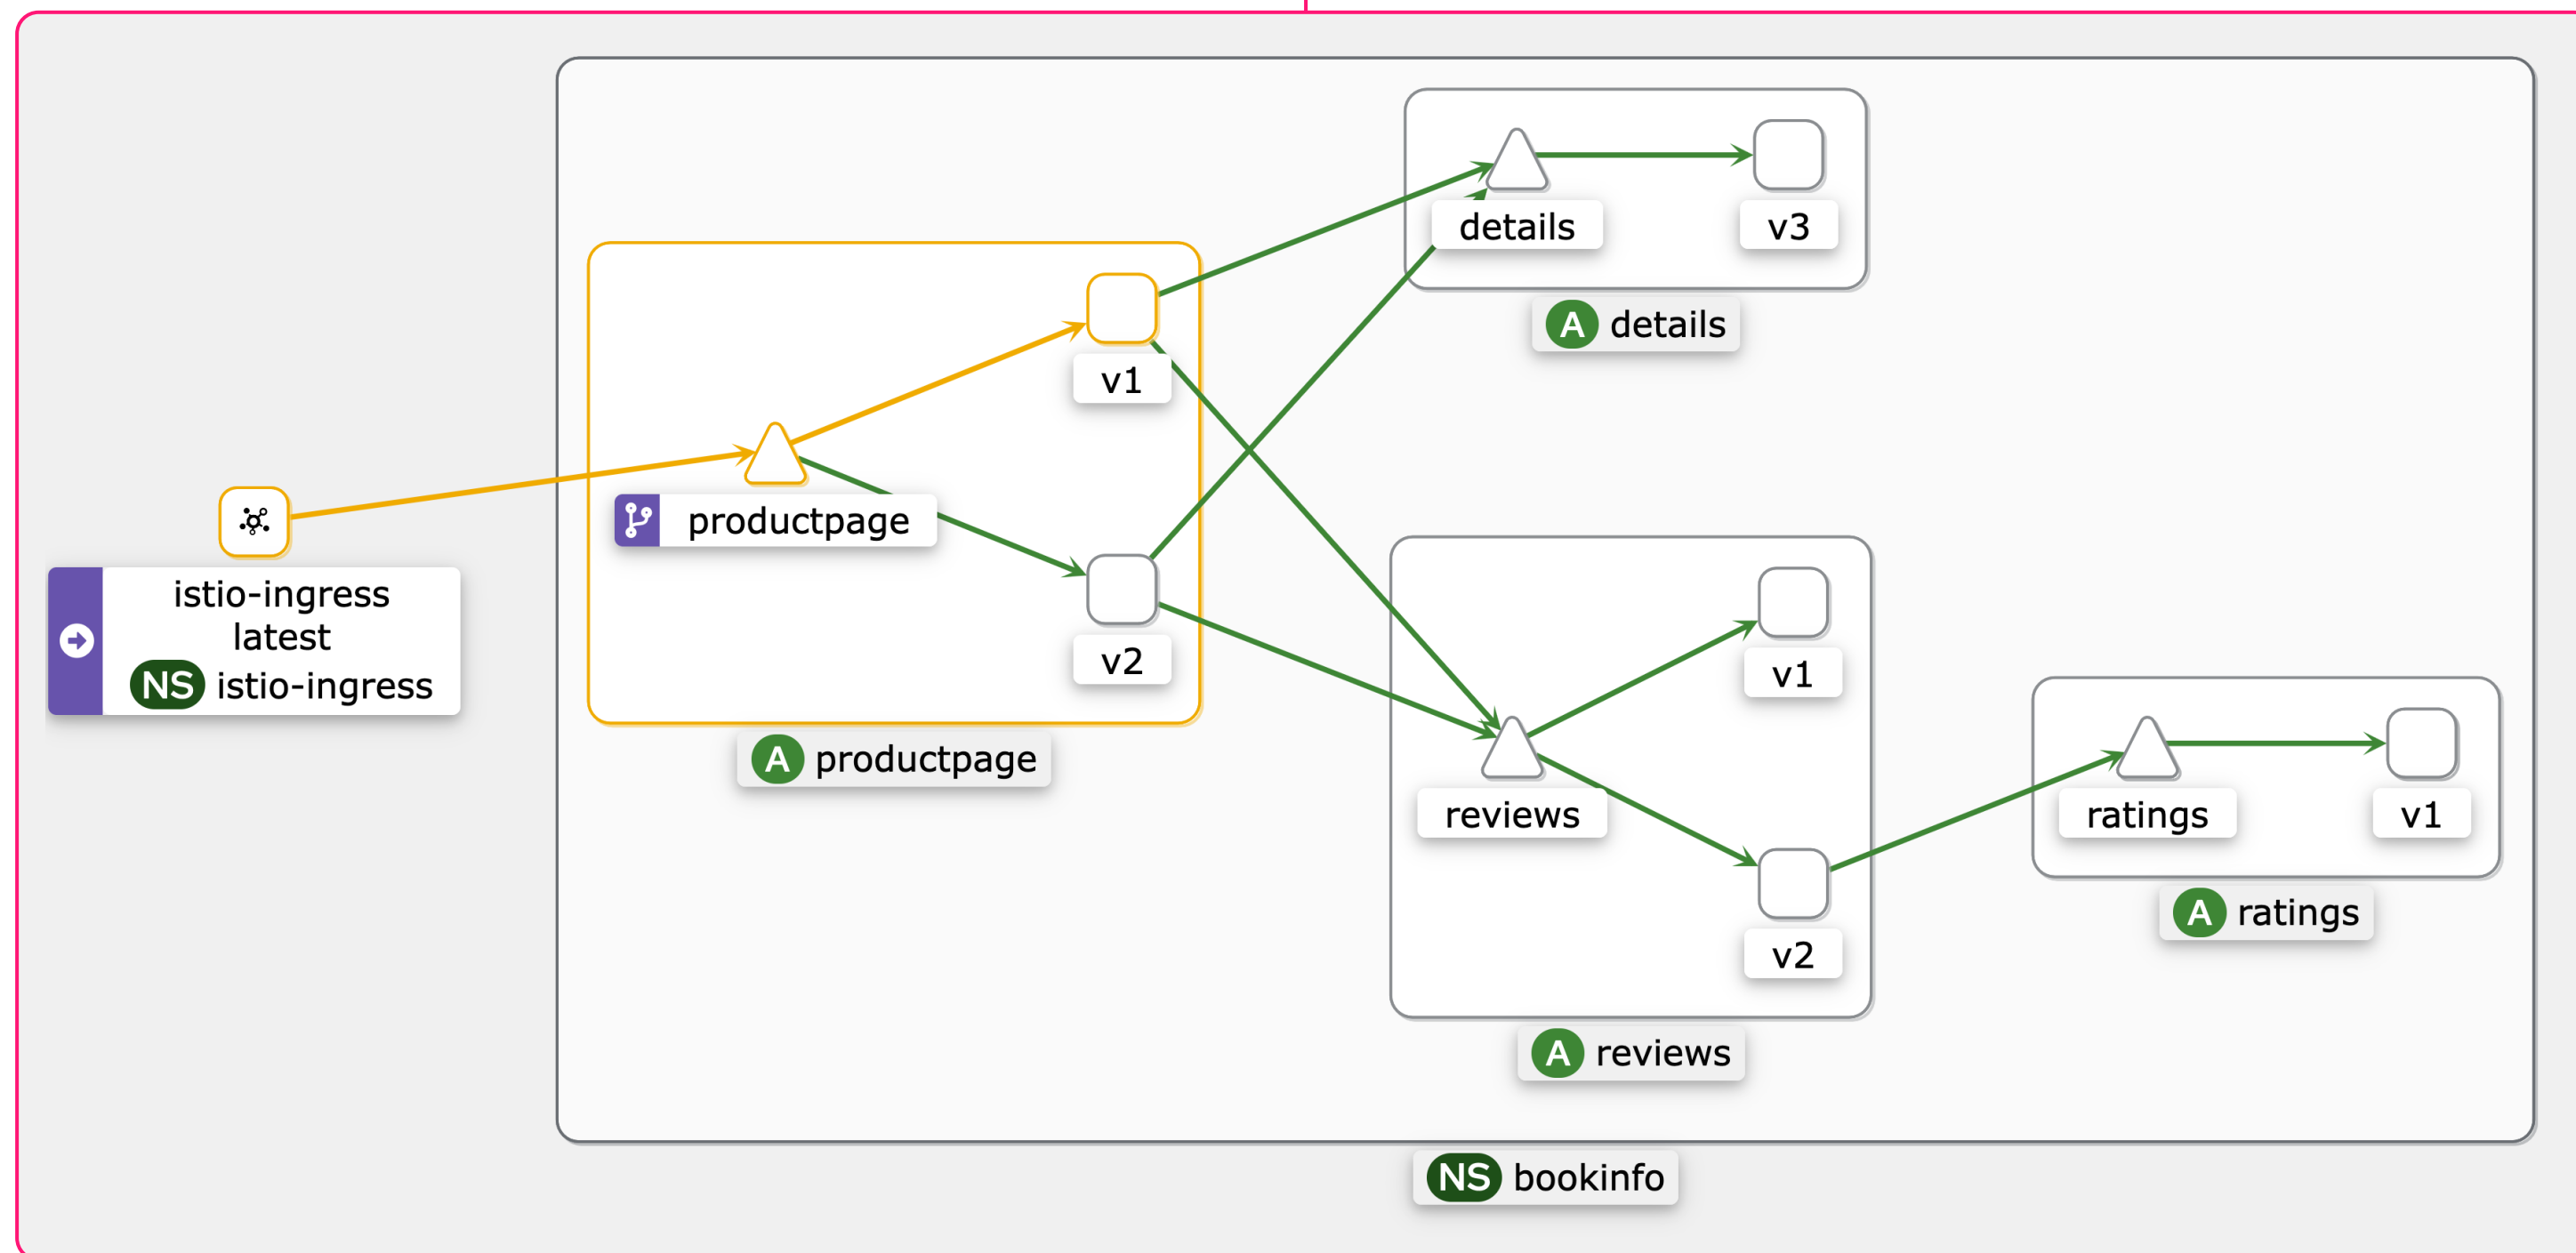 istio-ingress
latest
NS istio-ingress
productpage
v1
v2
A productpage
details
v3
A details
reviews
v1
v2
A reviews
ratings
v1
A ratings
NS bookinfo